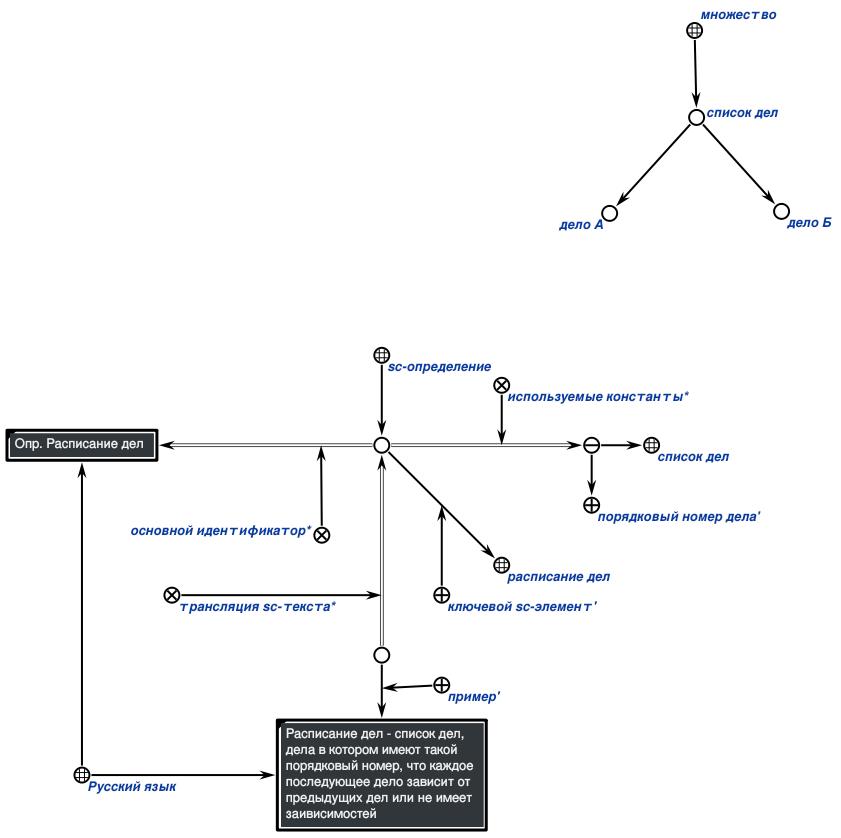 множество
список дел
дело А
дело Б
sc-определение
используемые константы*
Опр. Расписание дел
список дел
порядковый номер дела'
основной идентификатор*
расписание дел
трансляция sc-текста*
ключевой sc-элемент'
пример'
Расписание дел - список дел,
дела в котором имеют такой
порядковый номер, что каждое
последующее дело зависит от
предыдущих дел или не имеет
заивисимостей
Русский язык